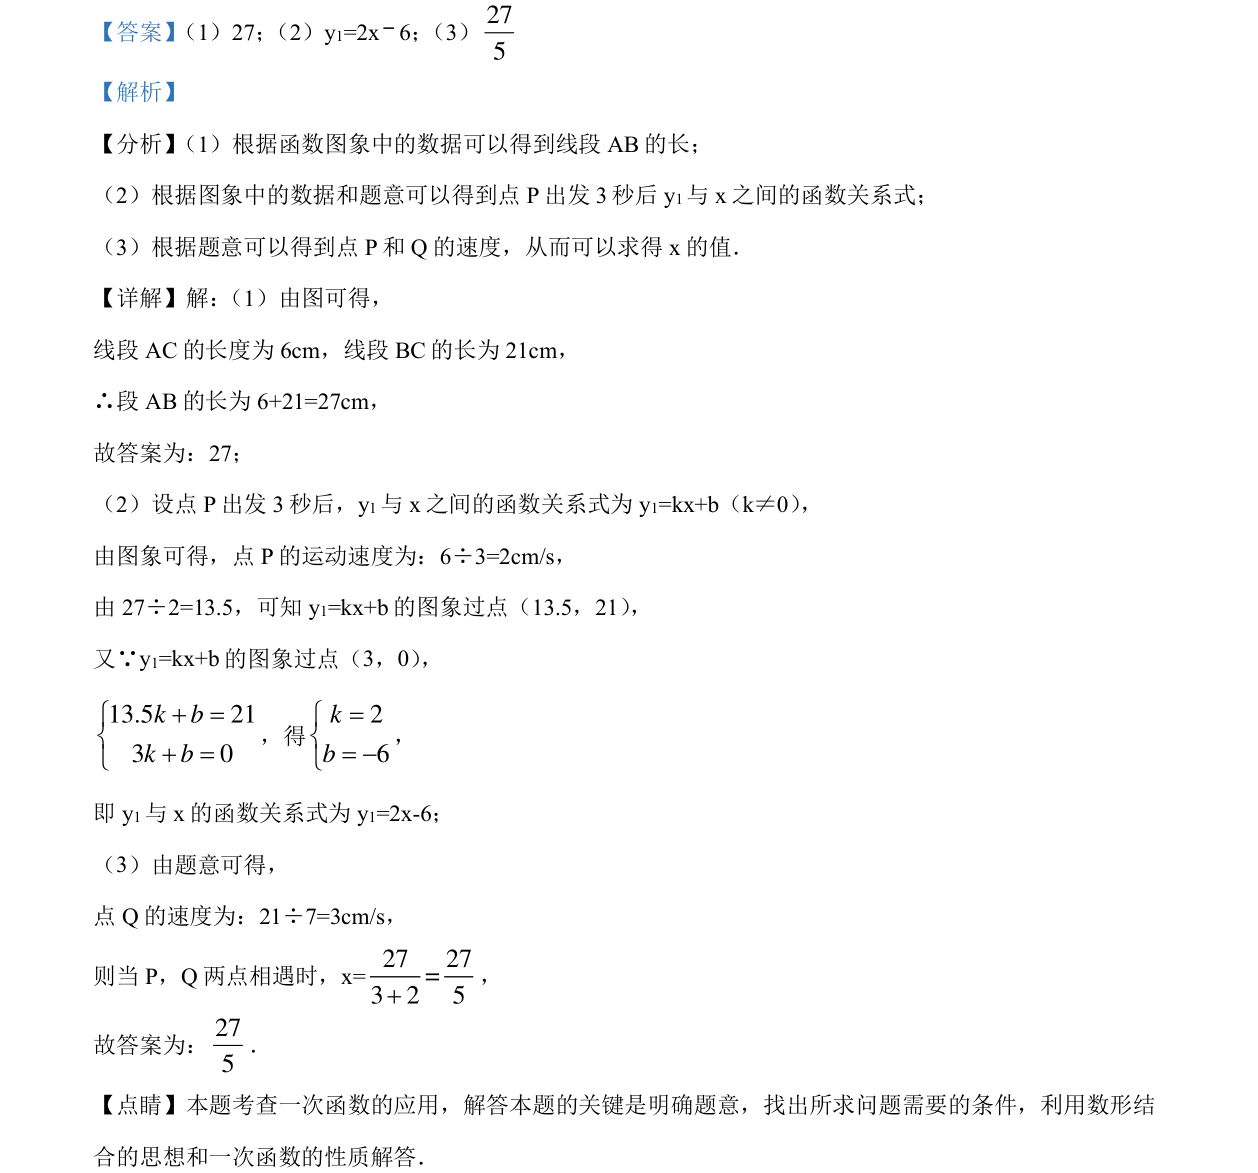 【答案】（1）27；（2）y₁=2x﹣6；（3）27/5
【解析】
【分析】（1）根据函数图象中的数据可以得到线段 AB 的长；
（2）根据图象中的数据和题意可以得到点 P 出发 3 秒后 y₁ 与 x 之间的函数关系式；
（3）根据题意可以得到点 P 和 Q 的速度，从而可以求得 x 的值．
【详解】解：（1）由图可得，
线段 AC 的长度为 6cm，线段 BC 的长为 21cm，
∴段 AB 的长为 6+21=27cm，
故答案为：27；
（2）设点 P 出发 3 秒后，y₁ 与 x 之间的函数关系式为 y₁=kx+b（k≠0），
由图象可得，点 P 的运动速度为：6÷3=2cm/s，
由 27÷2=13.5，可知 y₁=kx+b 的图象过点（13.5，21），
又∵y₁=kx+b 的图象过点（3，0），
{13.5k+b=21 3k+b=0，得{k=2 b=−6，
即 y₁ 与 x 的函数关系式为 y₁=2x-6；
（3）由题意可得，
点 Q 的速度为：21÷7=3cm/s，
则当 P，Q 两点相遇时，x=27/(3+2)=27/5，
故答案为：27/5．
【点睛】本题考查一次函数的应用，解答本题的关键是明确题意，找出所求问题需要的条件，利用数形结
合的思想和一次函数的性质解答．